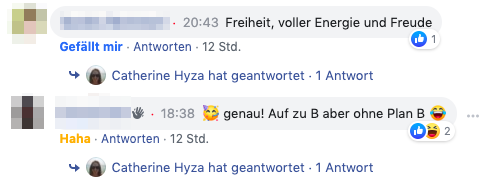 20:43 Freiheit, voller Energie und Freude
1
Gefällt mir · Antworten · 12 Std.
Catherine Hyza hat geantwortet · 1 Antwort
18:38 🥳 genau! Auf zu B aber ohne Plan B 😂
2
Haha · Antworten · 12 Std.
Catherine Hyza hat geantwortet · 1 Antwort